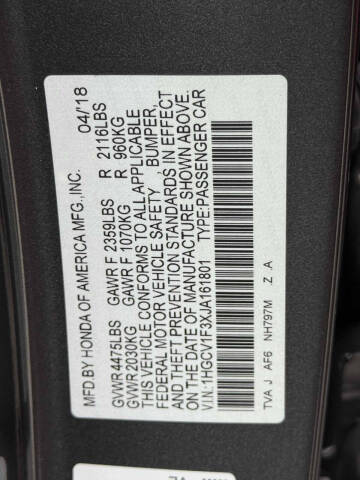 MFD.BY HONDA OF AMERICA MFG.,INC. 04/18
GVWR 4475LBS GAWR F 2359LBS R 2116LBS
GVWR 2030KG GAWR F 1070KG R 960KG
THIS VEHICLE CONFORMS TO ALL APPLICABLE
FEDERAL MOTOR VEHICLE SAFETY BUMPER,
AND THEFT PREVENTION STANDARDS IN EFFECT
ON THE DATE OF MANUFACTURE SHOWN ABOVE.
V.I.N.:1HGCV1F3XJA161801 TYPE:PASSENGER CAR
TVA J AF6 NH797M Z .A